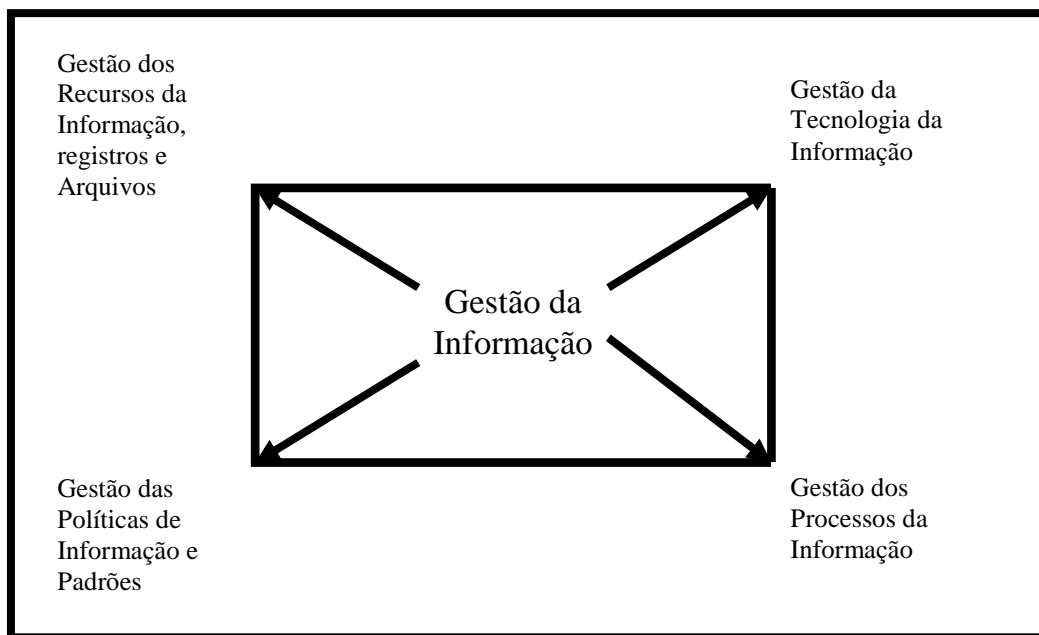 Gestão dos
Recursos da
Informação,
registros e
Arquivos
Gestão da
Tecnologia da
Informação
Gestão da
Informação
Gestão das
Políticas de
Informação e
Padrões
Gestão dos
Processos da
Informação